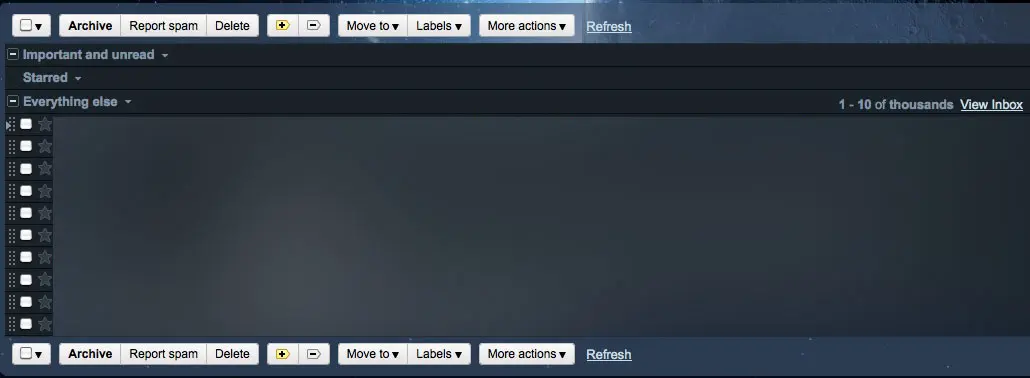 Archive Report spam Delete Move to Labels More actions Refresh
Important and unread
Starred
Everything else 1 - 10 of thousands View Inbox
Archive Report spam Delete Move to Labels More actions Refresh